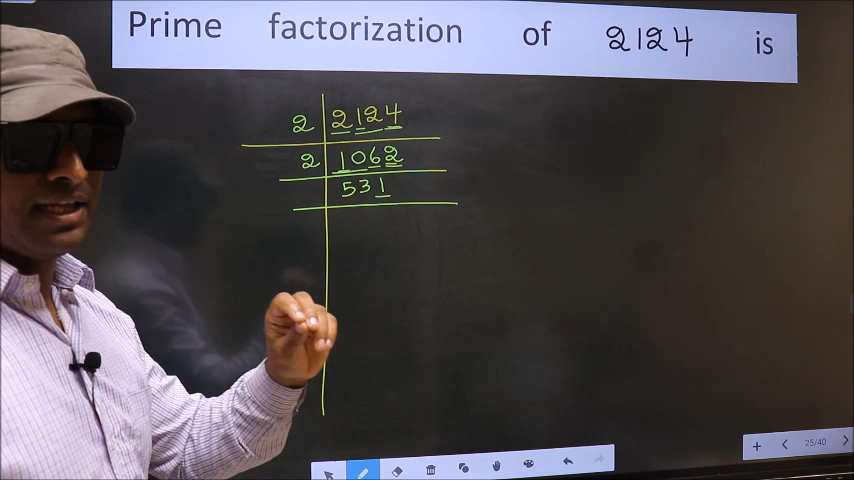 Prime factorization of 2124 is
2 2124
2 1062
531
25/40